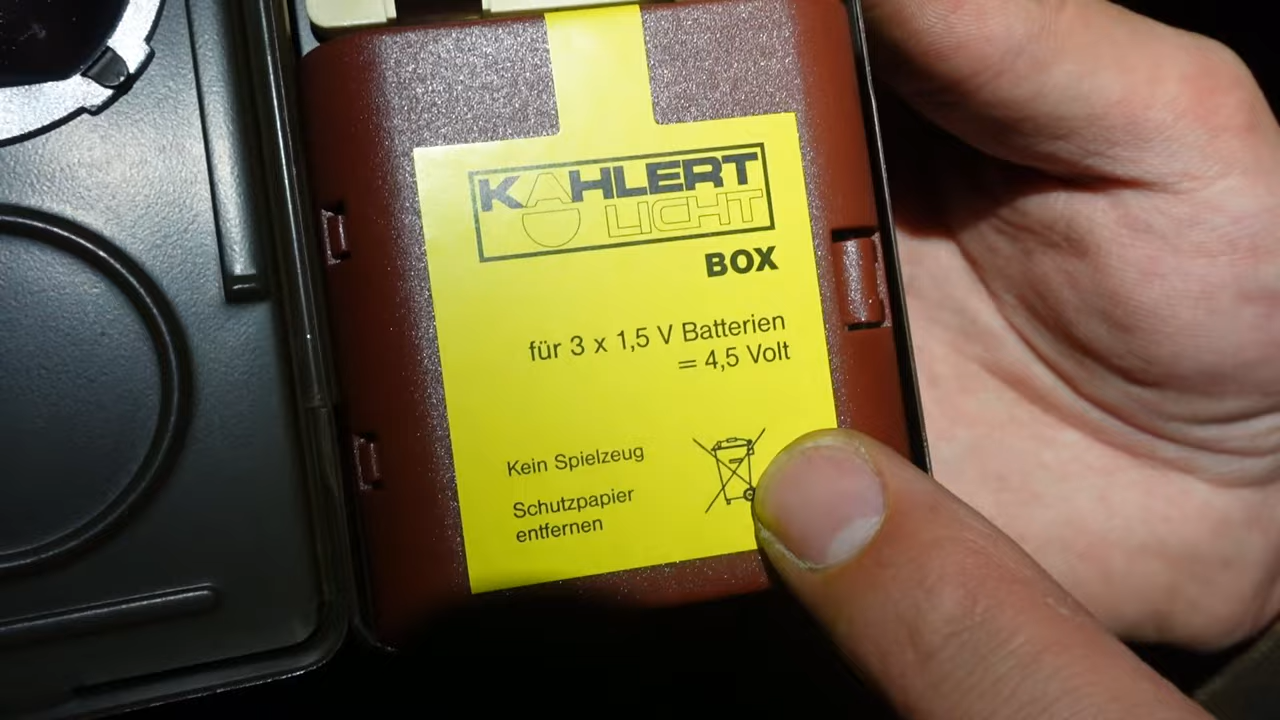 KAHLERT
LICHT
BOX
für 3 x 1,5 V Batterien
= 4,5 Volt
Kein Spielzeug
Schutzpapier
entfernen